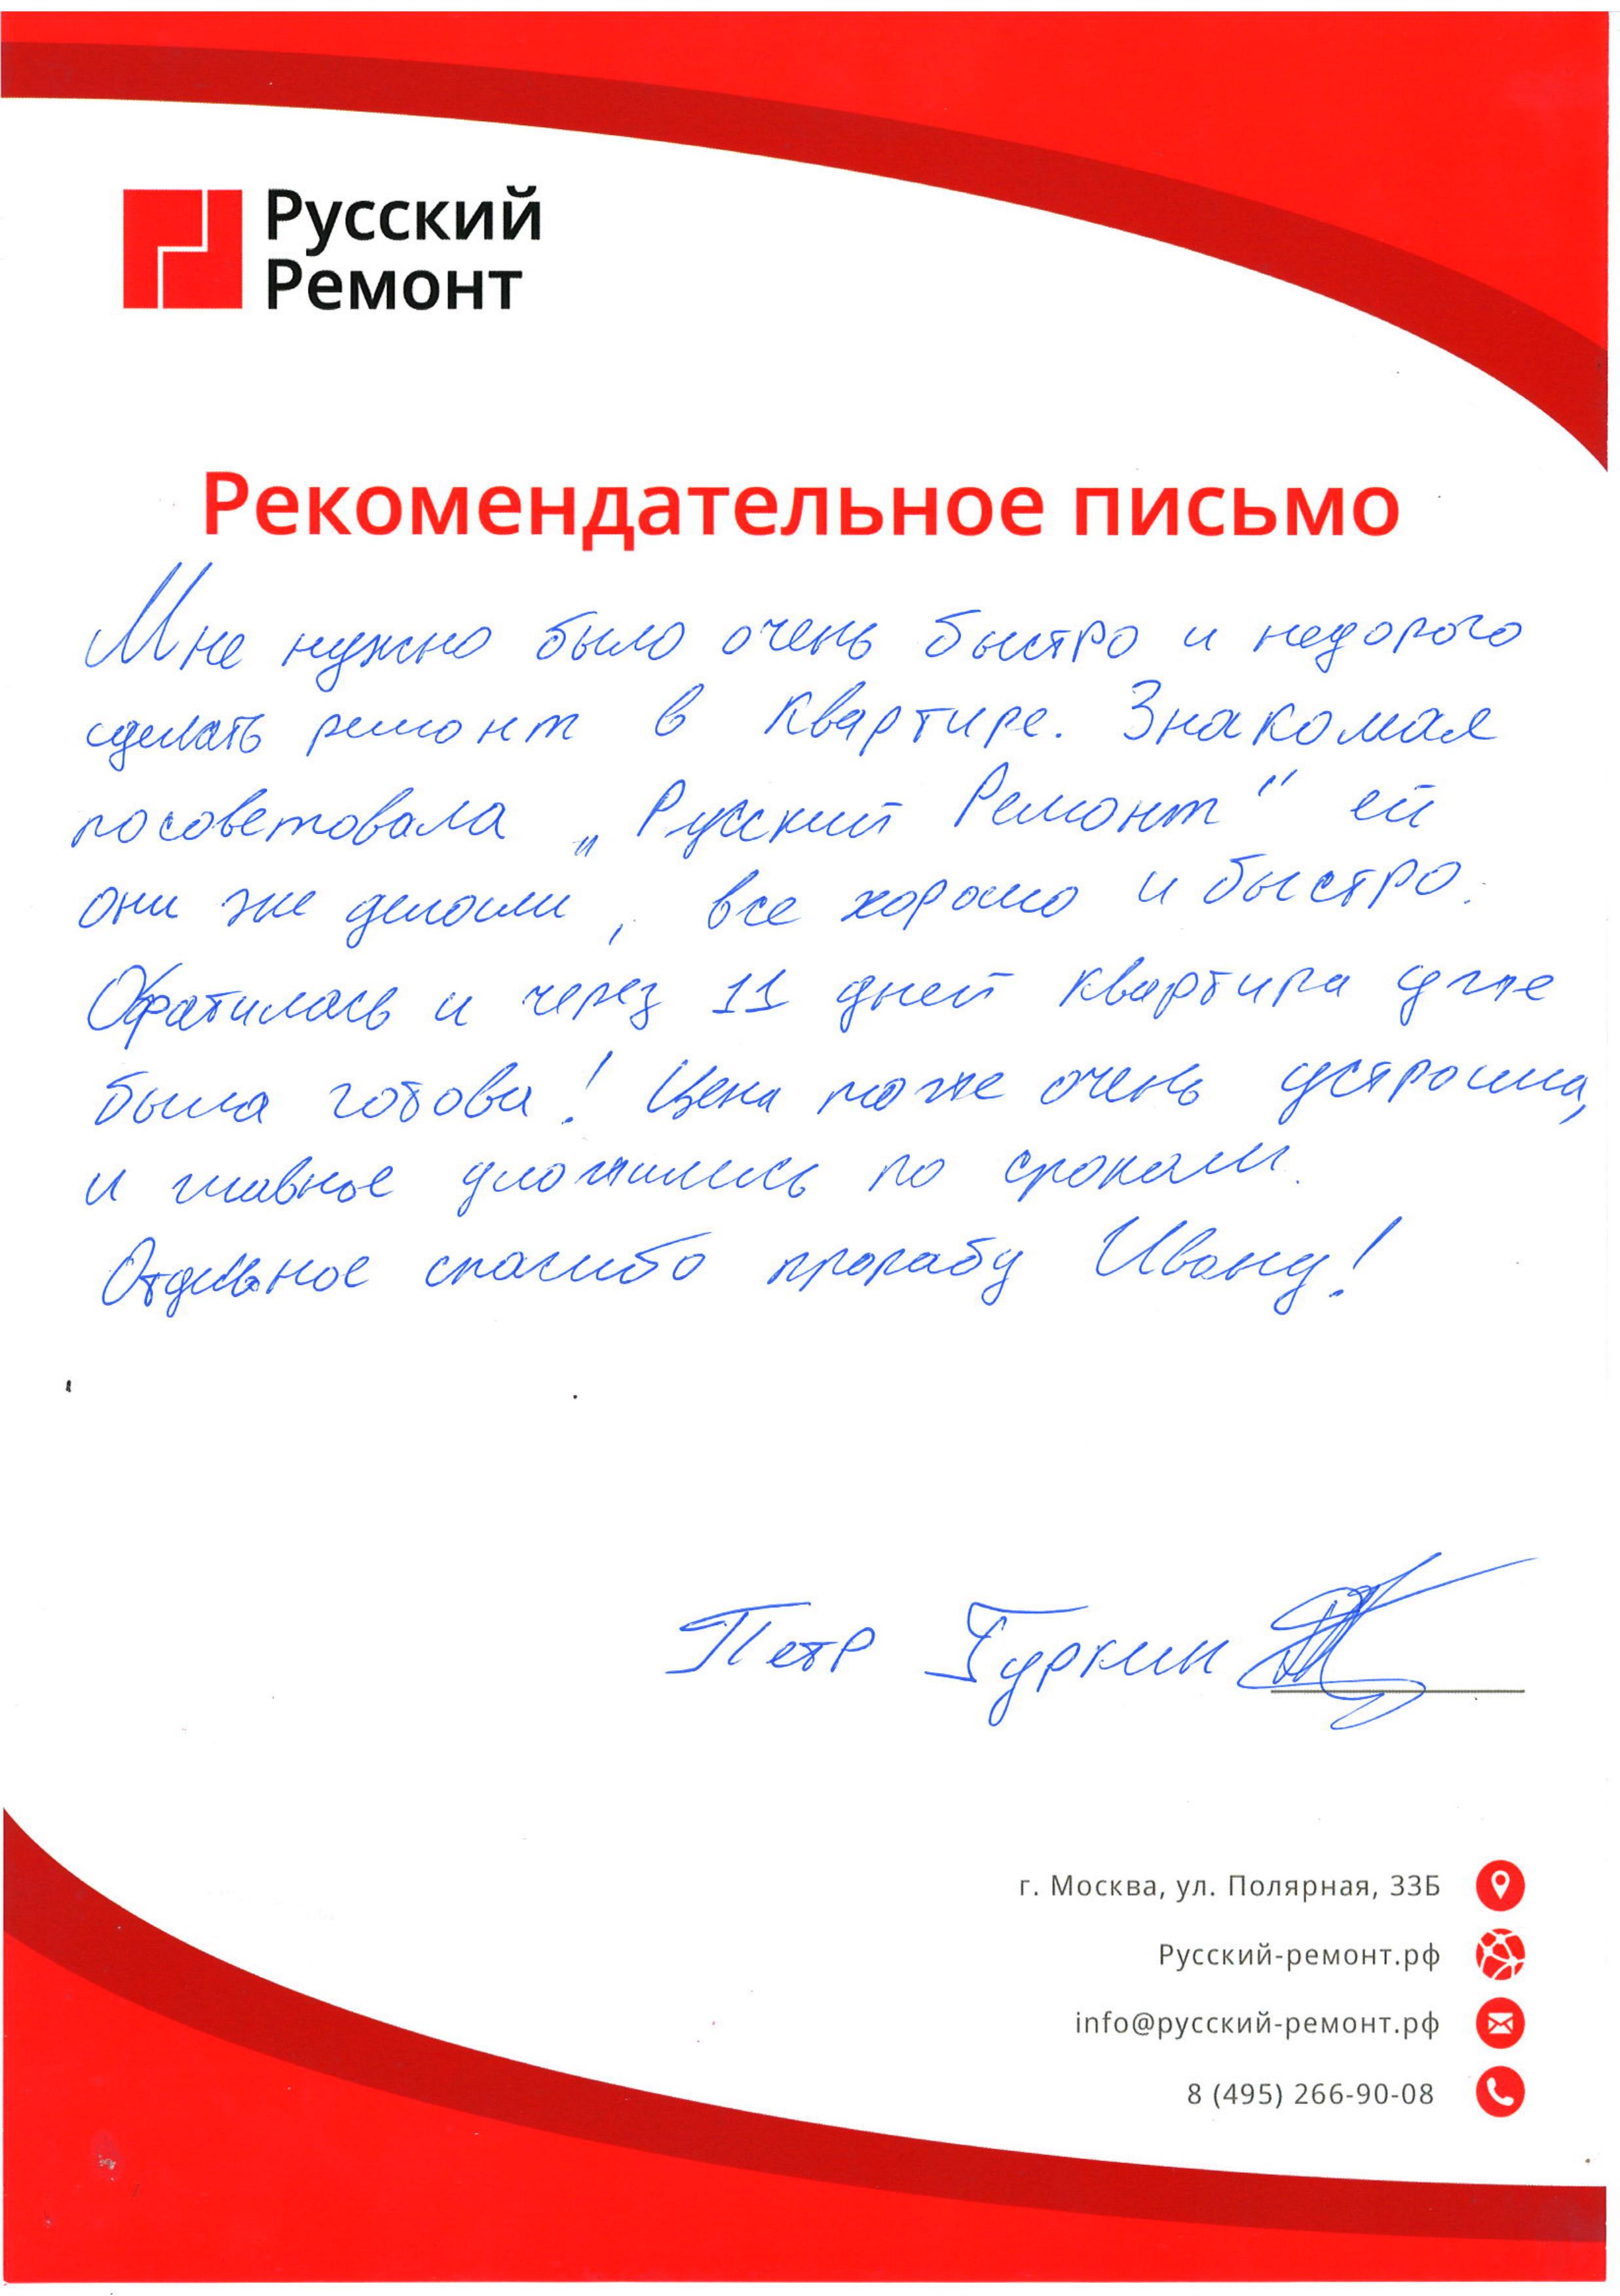 Русский
Ремонт
Рекомендательное письмо
Мне нужно было очень быстро и недорого
сделать ремонт в квартире. Знакомая
посоветовала „Русский Ремонт“ ей
они же делали, все хорошо и быстро.
Обратилась и через 11 дней квартира уже
была готова! Цена тоже очень устроила,
и главное уложились по срокам.
Отдельное спасибо прорабу Ивану!
Петр Гуркин
г. Москва, ул. Полярная, 33Б
Русский-ремонт.рф
info@русский-ремонт.рф
8 (495) 266-90-08